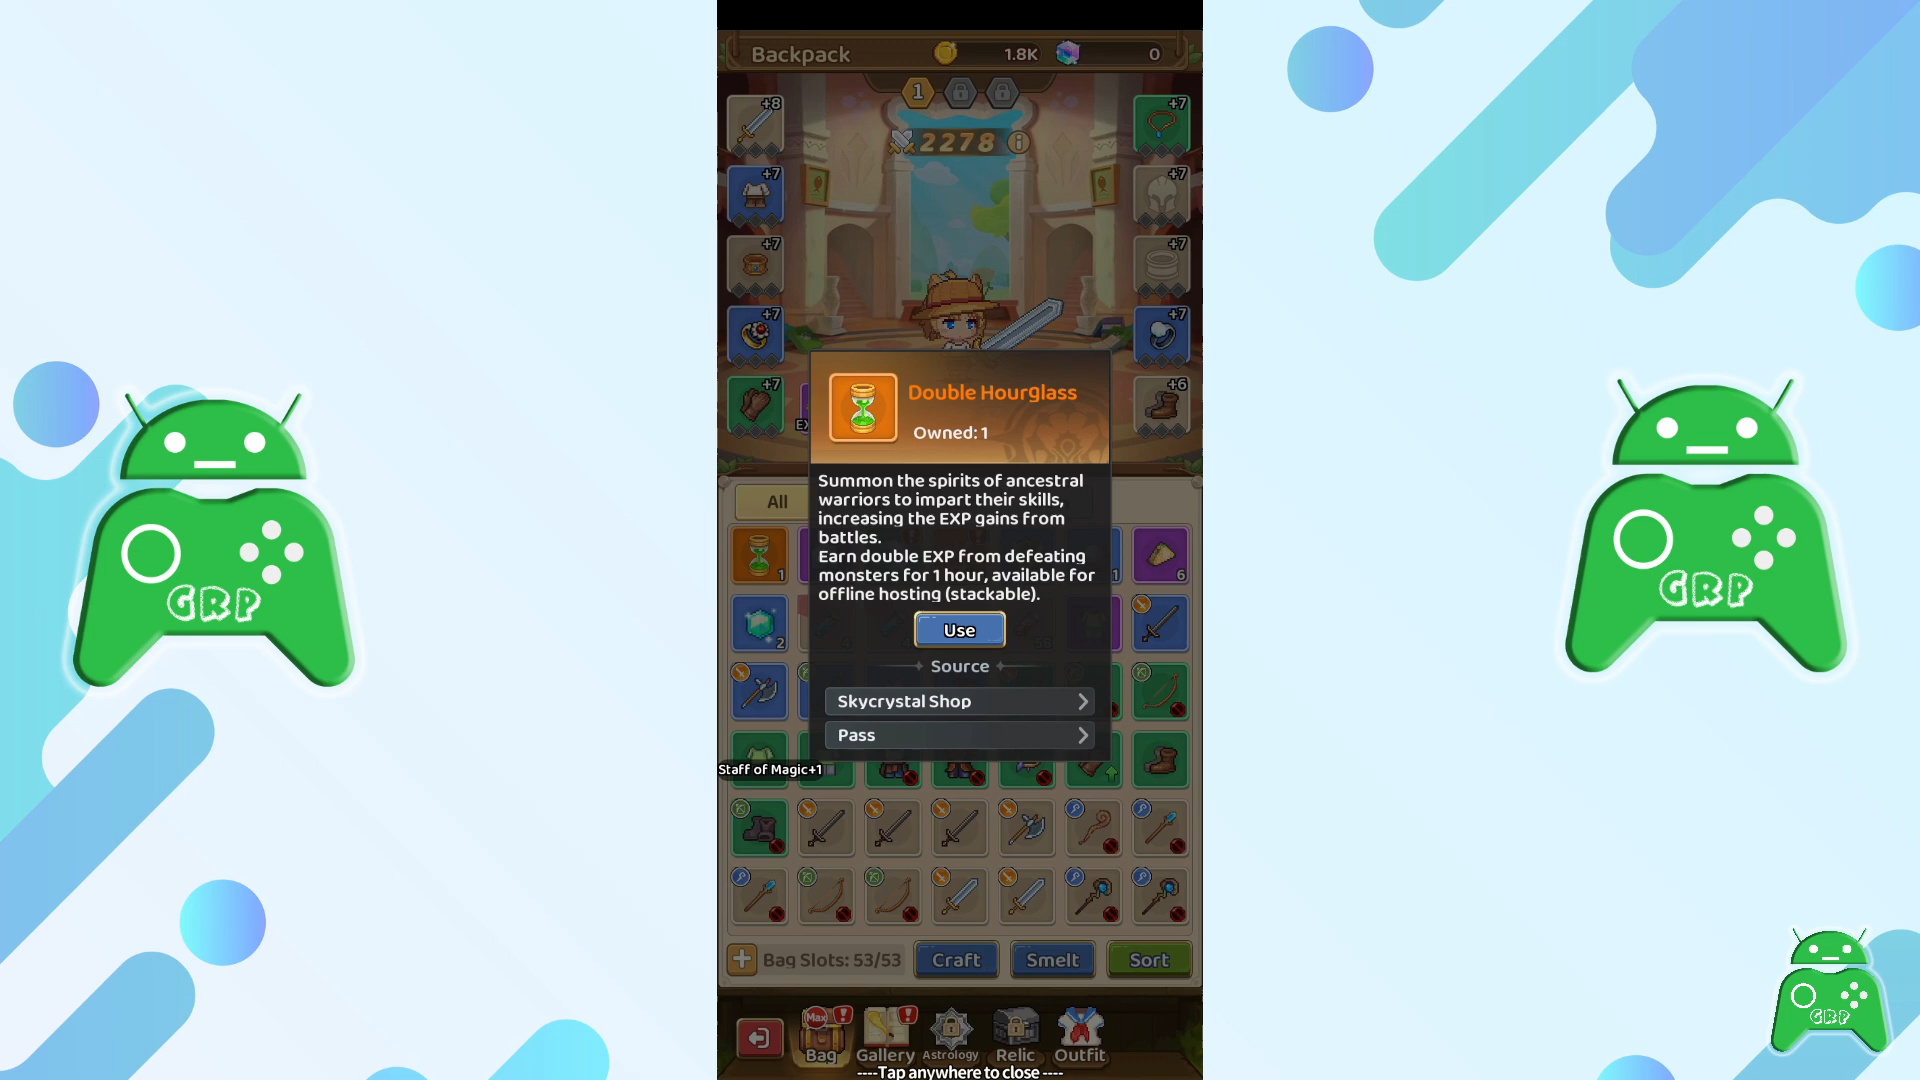 Backpack
1.8K
0
1
+8
+7
2278
+7
+7
+7
+7
+7
+7
+7
+6
Double Hourglass
Owned: 1
Summon the spirits of ancestral
warriors to impart their skills,
increasing the EXP gains from
battles.
Earn double EXP from defeating
monsters for 1 hour, available for
offline hosting (stackable).
Use
Source
Skycrystal Shop
Pass
All
1
1
6
2
Staff of Magic+1
Bag Slots: 53/53
Craft
Smelt
Sort
Max
Bag
Gallery
Astrology
Relic
Outfit
----Tap anywhere to close----
GRP
GRP
GRP